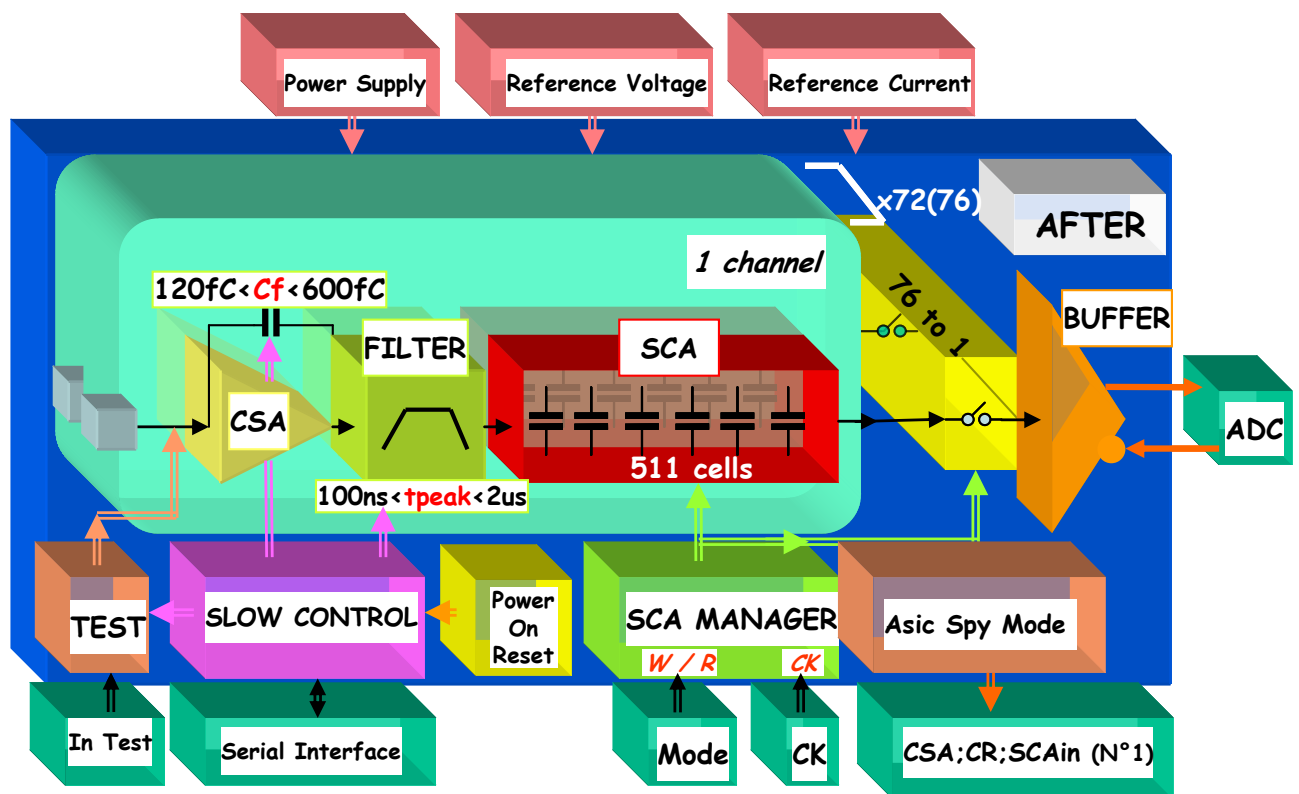 Power Supply
Reference Voltage
Reference Current
x72(76)
AFTER
1 channel
120fC<Cf<600fC
76 to 1
BUFFER
FILTER
SCA
CSA
ADC
511 cells
100ns<tpeak<2us
TEST
SLOW CONTROL
Power
On
Reset
SCA MANAGER
W / R
CK
Asic Spy Mode
In Test
Serial Interface
Mode
CK
CSA;CR;SCAin (N°1)